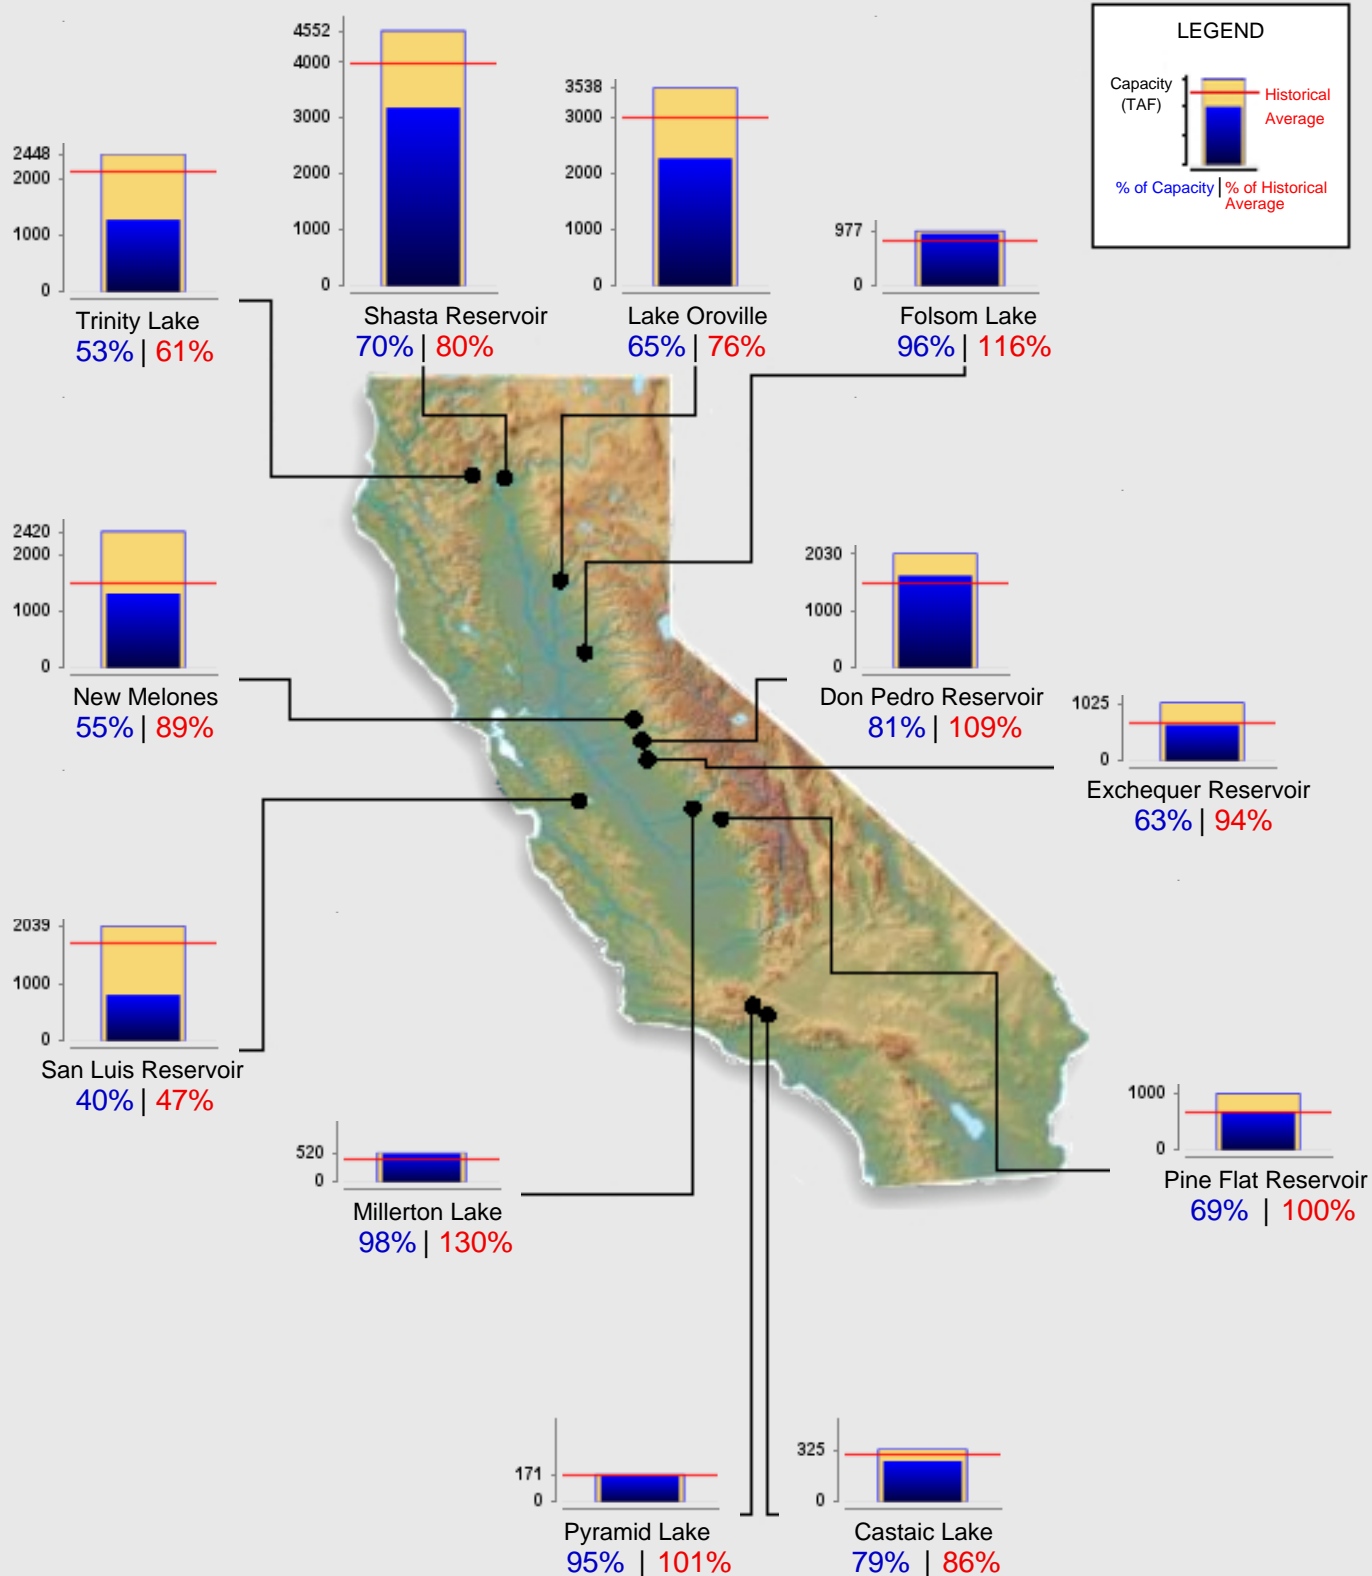 LEGEND
Capacity
(TAF)
Historical
Average
% of Capacity | % of Historical
Average
4552
4000
3000
2000
1000
0
Shasta Reservoir
70% | 80%
3538
3000
2000
1000
0
Lake Oroville
65% | 76%
2448
2000
1000
0
Trinity Lake
53% | 61%
977
0
Folsom Lake
96% | 116%
2420
2000
1000
0
New Melones
55% | 89%
2030
1000
0
Don Pedro Reservoir
81% | 109%
1025
0
Exchequer Reservoir
63% | 94%
2039
1000
0
San Luis Reservoir
40% | 47%
520
0
Millerton Lake
98% | 130%
1000
0
Pine Flat Reservoir
69% | 100%
171
0
Pyramid Lake
95% | 101%
325
0
Castaic Lake
79% | 86%